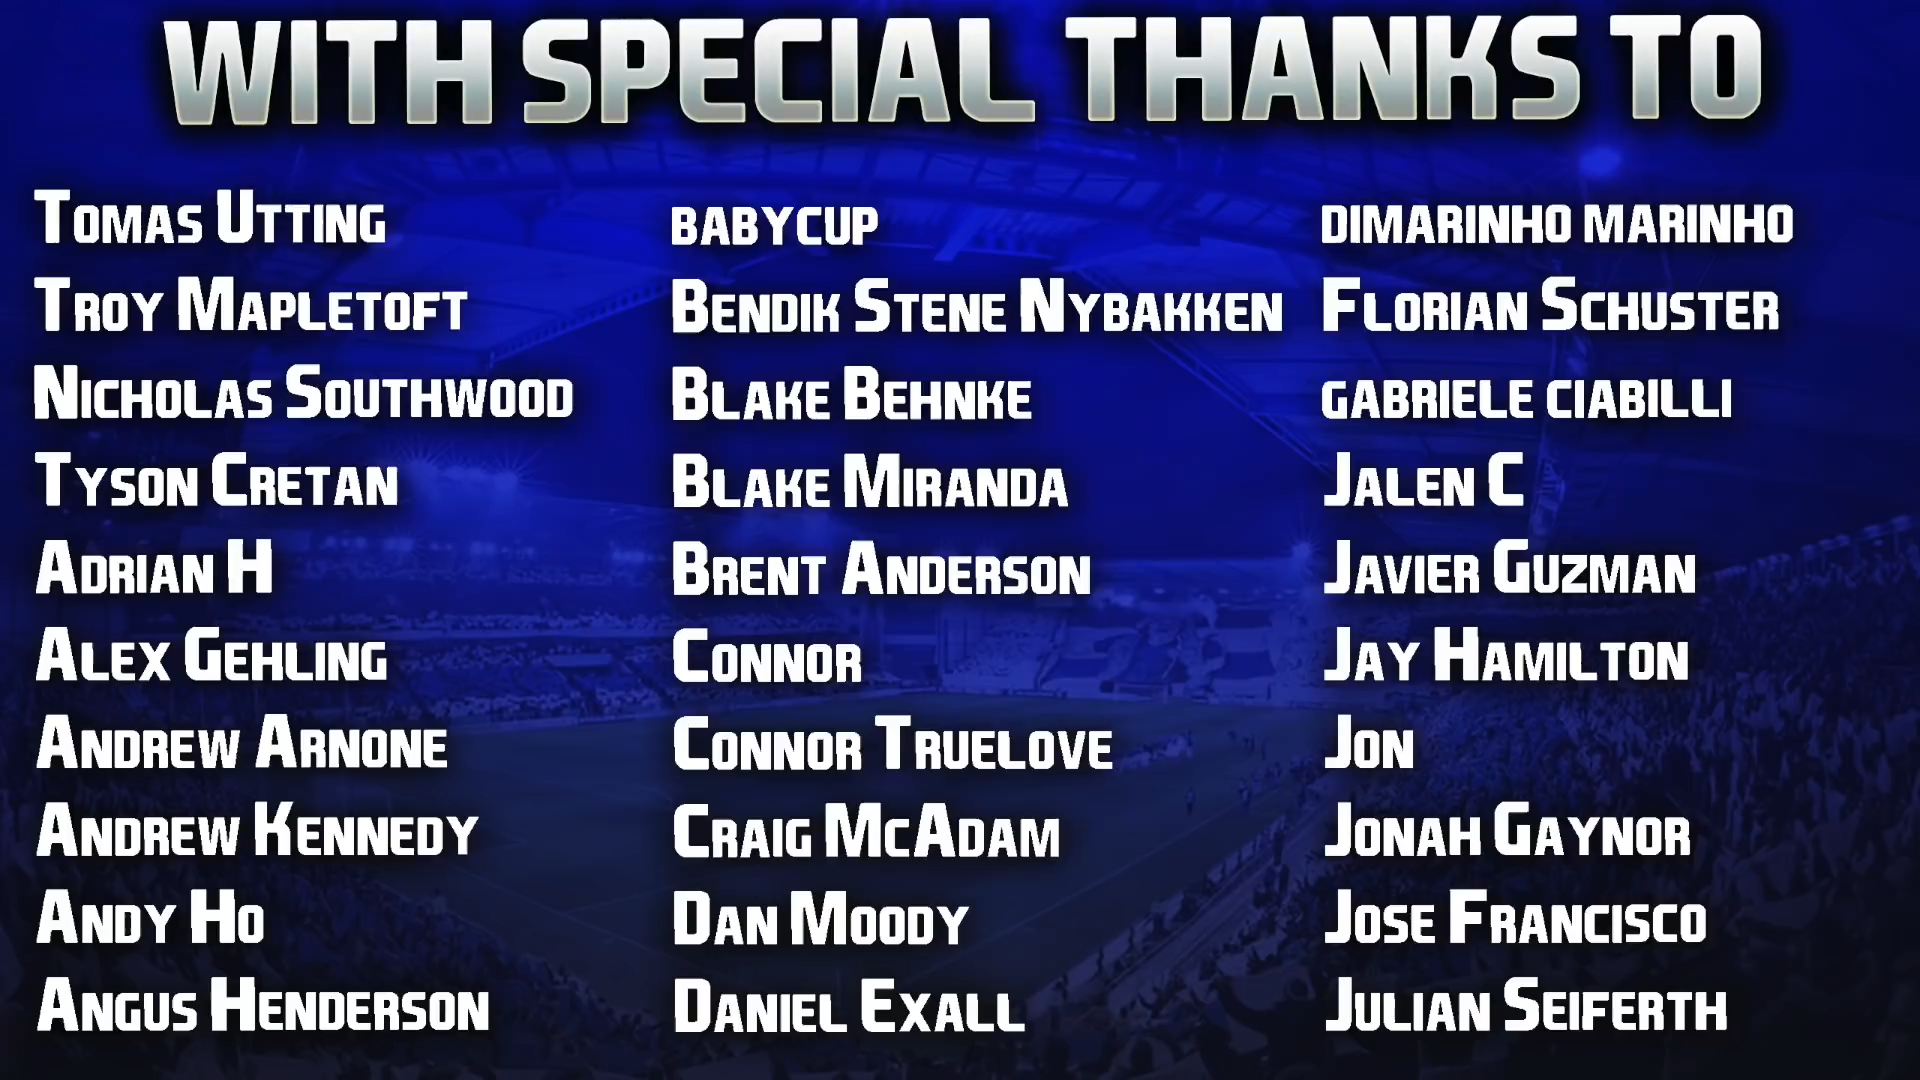 WITH SPECIAL THANKS TO
Tomas Utting
Troy Mapletoft
Nicholas Southwood
Tyson Cretan
Adrian H
Alex Gehling
Andrew Arnone
Andrew Kennedy
Andy Ho
Angus Henderson
babycup
Bendik Stene Nybakken
Blake Behnke
Blake Miranda
Brent Anderson
Connor
Connor Truelove
Craig McAdam
Dan Moody
Daniel Exall
dimarinho marinho
Florian Schuster
gabriele ciabilli
Jalen C
Javier Guzman
Jay Hamilton
Jon
Jonah Gaynor
Jose Francisco
Julian Seiferth